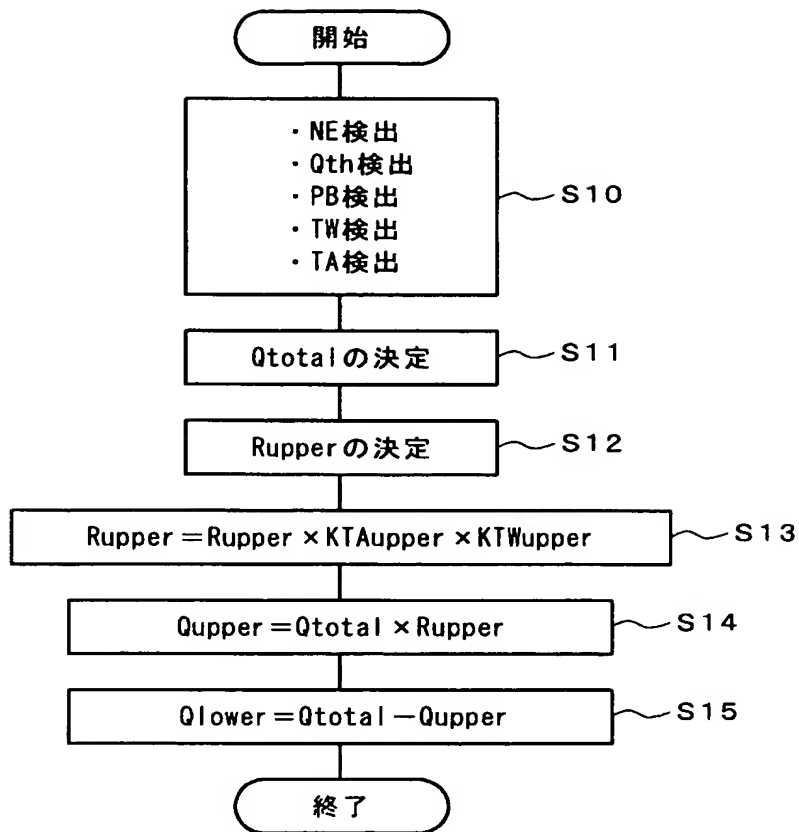 開始
・NE検出
・Qth検出
・PB検出
・TW検出
・TA検出
S10
Qtotalの決定
S11
Rupperの決定
S12
Rupper=Rupper×KTAupper×KTWupper
S13
Qupper=Qtotal×Rupper
S14
Qlower=Qtotal−Qupper
S15
終了